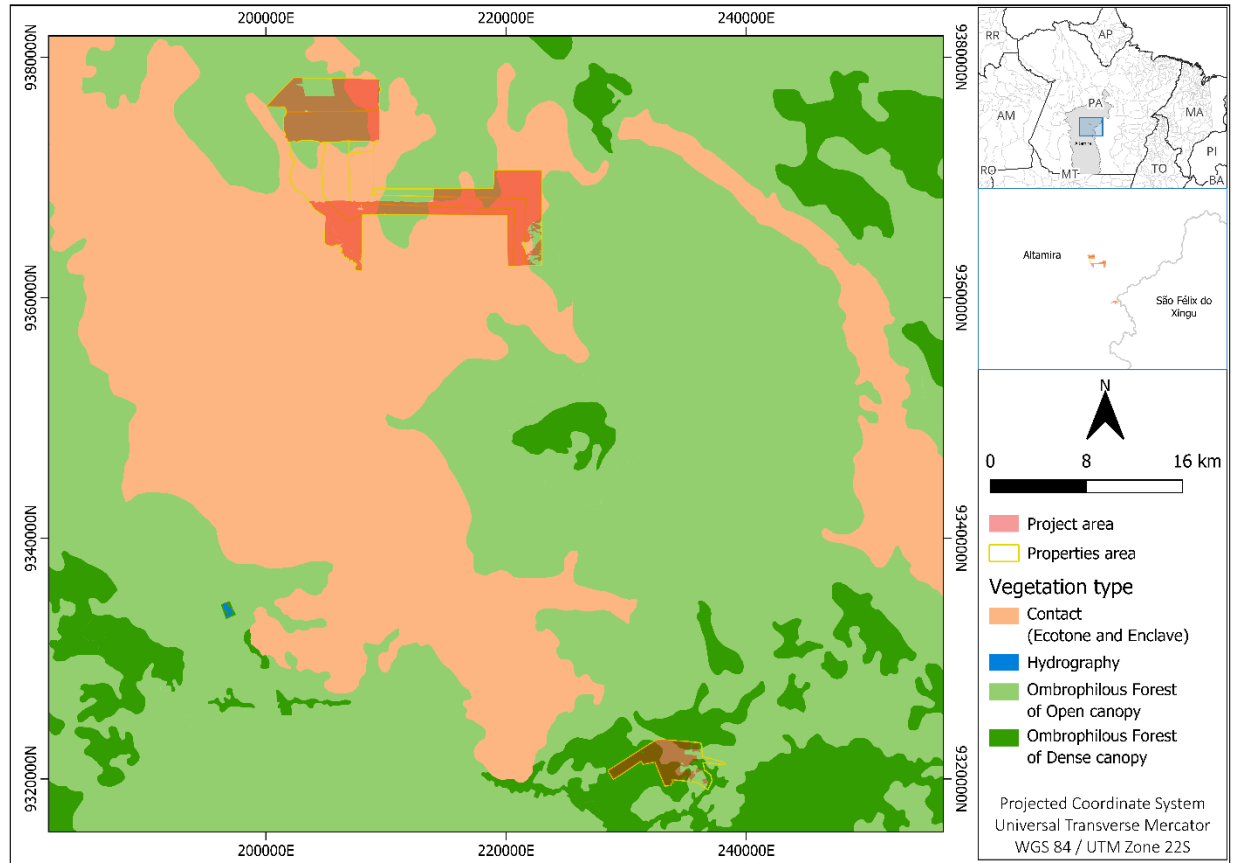 200000E
220000E
240000E
9380000N
9360000N
9340000N
9320000N
9380000N
9360000N
9340000N
9320000N
200000E
220000E
240000E
RR
AP
AM
PA
MA
PI
RO
MT
TO
BA
Altamira
São Félix do
Xingu
N
0
8
16 km
Project area
Properties area
Vegetation type
Contact
(Ecotone and Enclave)
Hydrography
Ombrophilous Forest
of Open canopy
Ombrophilous Forest
of Dense canopy
Projected Coordinate System
Universal Transverse Mercator
WGS 84 / UTM Zone 22S